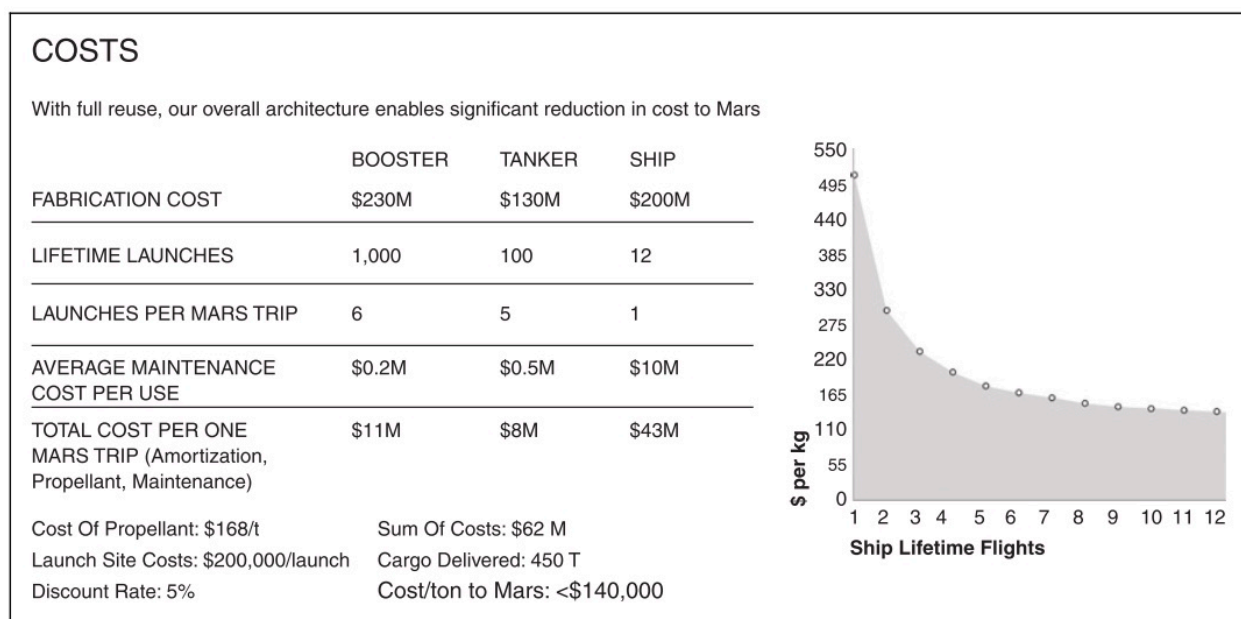 COSTS
With full reuse, our overall architecture enables significant reduction in cost to Mars
BOOSTER TANKER SHIP
FABRICATION COST $230M $130M $200M
LIFETIME LAUNCHES 1,000 100 12
LAUNCHES PER MARS TRIP 6 5 1
AVERAGE MAINTENANCE $0.2M $0.5M $10M
COST PER USE
TOTAL COST PER ONE $11M $8M $43M
MARS TRIP (Amortization,
Propellant, Maintenance)
Cost Of Propellant: $168/t Sum Of Costs: $62 M
Launch Site Costs: $200,000/launch Cargo Delivered: 450 T
Discount Rate: 5% Cost/ton to Mars: <$140,000
550
495
440
385
330
275
220
165
110
55
0
$ per kg
1 2 3 4 5 6 7 8 9 10 11 12
Ship Lifetime Flights